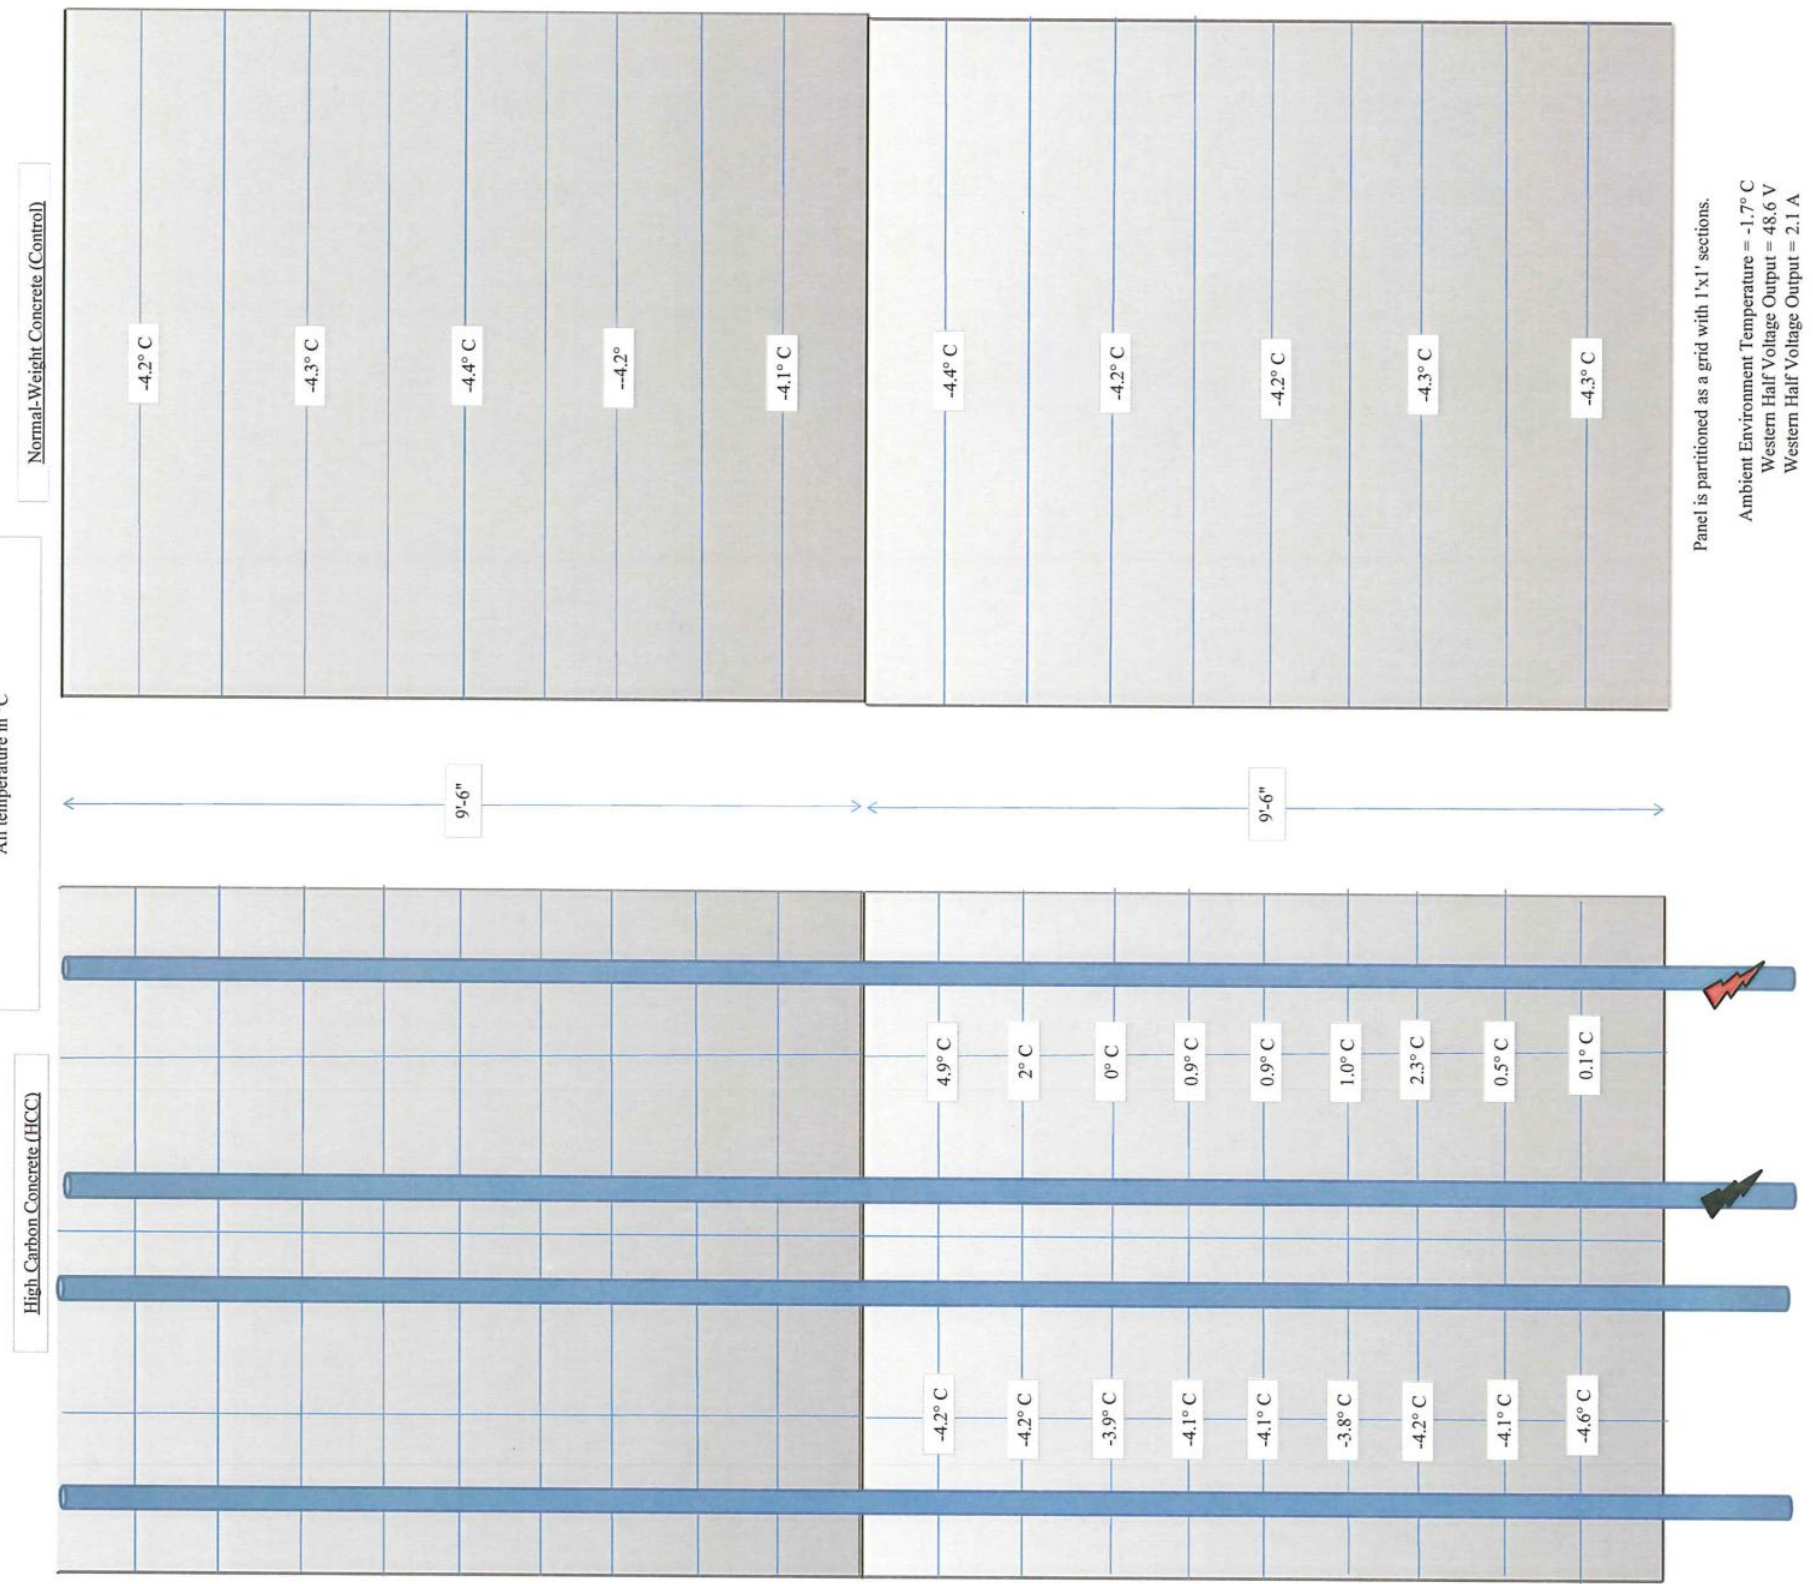 All temperature in °C
High Carbon Concrete (HCC)
Normal-Weight Concrete (Control)
-4.2° C
-4.3° C
-4.4° C
--4.2°
-4.1° C
-4.4° C
-4.2° C
-4.2° C
-4.3° C
-4.3° C
9'-6"
9'-6"
4.9° C
2° C
0° C
0.9° C
0.9° C
1.0° C
2.3° C
0.5° C
0.1° C
-4.2° C
-4.2° C
-3.9° C
-4.1° C
-4.1° C
-3.8° C
-4.2° C
-4.1° C
-4.6° C
Panel is partitioned as a grid with 1'x1' sections.
Ambient Environment Temperature = -1.7° C
Western Half Voltage Output = 48.6 V
Western Half Voltage Output = 2.1 A